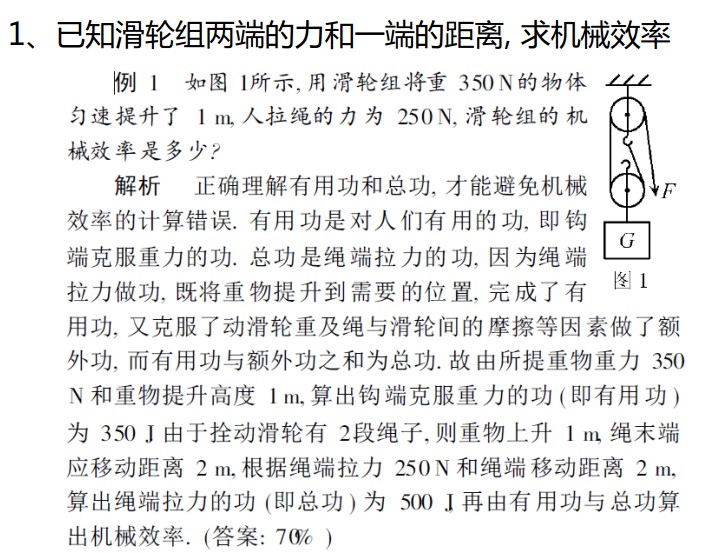 1、已知滑轮组两端的力和一端的距离, 求机械效率
例 1 如图 1所示, 用滑轮组将重 350 N的物体
匀速提升了 1 m, 人拉绳的力为 250 N, 滑轮组的机
械效率是多少?
解析 正确理解有用功和总功, 才能避免机械
效率的计算错误. 有用功是对人们有用的功, 即钩
端克服重力的功. 总功是绳端拉力的功, 因为绳端
拉力做功, 既将重物提升到需要的位置, 完成了有
用功, 又克服了动滑轮重及绳与滑轮间的摩擦等因素做了额
外功, 而有用功与额外功之和为总功. 故由所提重物重力 350
N 和重物提升高度 1 m, 算出钩端克服重力的功 (即有用功)
为 350 J. 由于拴动滑轮有 2段绳子, 则重物上升 1 m, 绳末端
应移动距离 2 m, 根据绳端拉力 250 N 和绳端移动距离 2 m,
算出绳端拉力的功 (即总功) 为 500 J. 再由有用功与总功算
出机械效率. (答案: 70% )
F
G
图 1